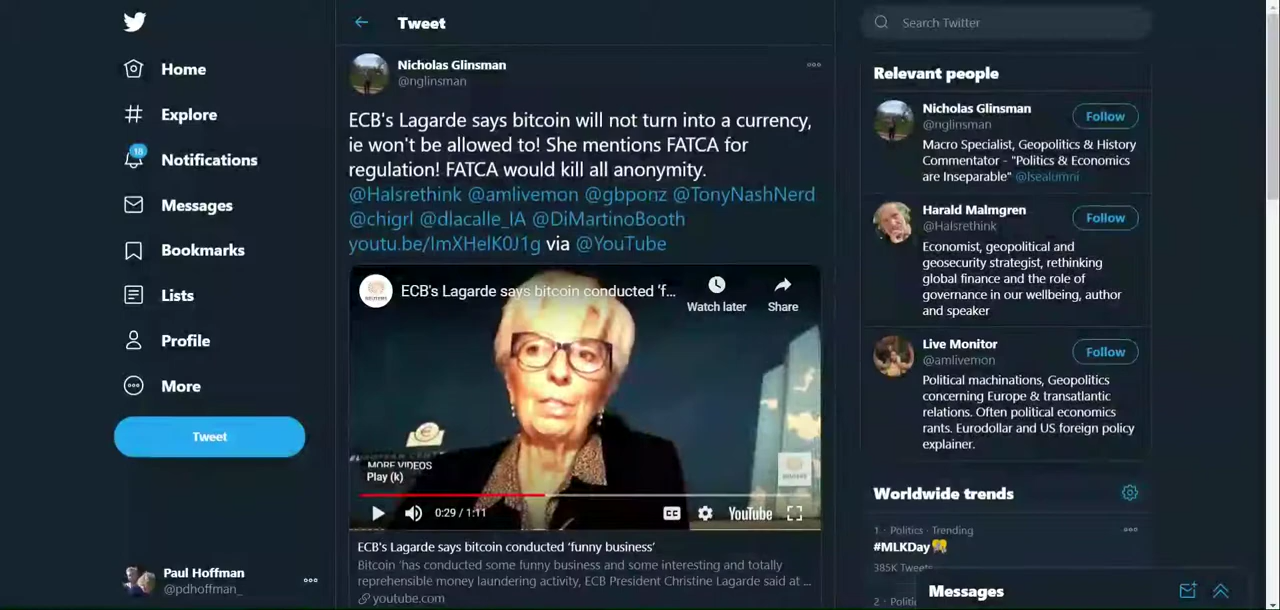 Home
Explore
18
Notifications
Messages
Bookmarks
Lists
Profile
More
Tweet
Paul Hoffman
@pdhoffman_
Tweet
Nicholas Glinsman
@nglinsman
ECB's Lagarde says bitcoin will not turn into a currency,
ie won't be allowed to! She mentions FATCA for
regulation! FATCA would kill all anonymity.
@Halsrethink @amlivemon @gbponz @TonyNashNerd
@chigrl @dlacalle_IA @DiMartinoBooth
youtu.be/ImXHelK0J1g via @YouTube
REUTERS
ECB's Lagarde says bitcoin conducted 'f...
Watch later
Share
MORE VIDEOS
Play (k)
0:29 / 1:11
CC
YouTube
ECB's Lagarde says bitcoin conducted 'funny business'
Bitcoin 'has conducted some funny business and some interesting and totally
reprehensible money laundering activity, ECB President Christine Lagarde said at ...
youtube.com
Search Twitter
Relevant people
Nicholas Glinsman
@nglinsman
Follow
Macro Specialist, Geopolitics & History
Commentator - "Politics & Economics
are Inseparable" @lsealumni
Harald Malmgren
@Halsrethink
Follow
Economist, geopolitical and
geosecurity strategist, rethinking
global finance and the role of
governance in our wellbeing, author
and speaker
Live Monitor
@amlivemon
Follow
Political machinations, Geopolitics
concerning Europe & transatlantic
relations. Often political economics
rants. Eurodollar and US foreign policy
explainer.
Worldwide trends
1 · Politics · Trending
#MLKDay
385K Tweets
2 · Politi
Messages